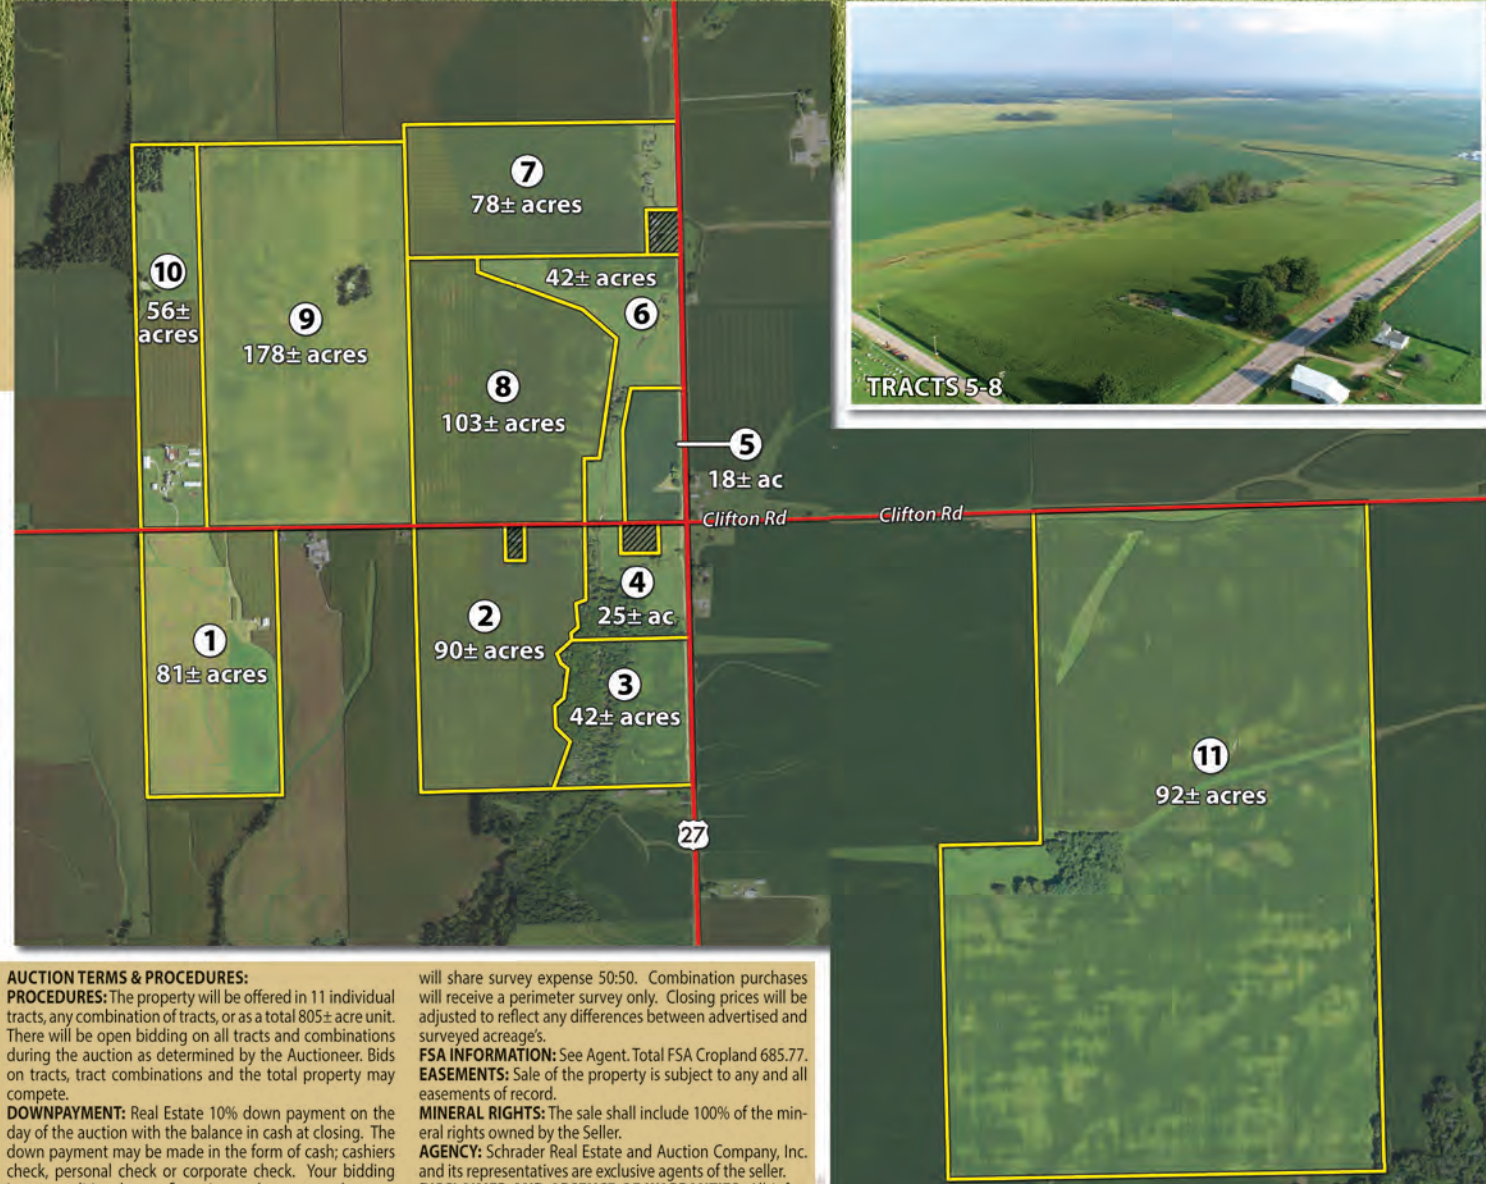 7
78± acres
42± acres
6
10
56±
acres
9
178± acres
8
103± acres
5
18± ac
TRACTS 5-8
Clifton Rd
Clifton Rd
4
25± ac
2
90± acres
1
81± acres
3
42± acres
11
92± acres
27
AUCTION TERMS & PROCEDURES:
PROCEDURES: The property will be offered in 11 individual
tracts, any combination of tracts, or as a total 805± acre unit.
There will be open bidding on all tracts and combinations
during the auction as determined by the Auctioneer. Bids
on tracts, tract combinations and the total property may
compete.
DOWNPAYMENT: Real Estate 10% down payment on the
day of the auction with the balance in cash at closing. The
down payment may be made in the form of cash; cashiers
check, personal check or corporate check. Your bidding
will share survey expense 50:50. Combination purchases
will receive a perimeter survey only. Closing prices will be
adjusted to reflect any differences between advertised and
surveyed acreage's.
FSA INFORMATION: See Agent. Total FSA Cropland 685.77.
EASEMENTS: Sale of the property is subject to any and all
easements of record.
MINERAL RIGHTS: The sale shall include 100% of the min-
eral rights owned by the Seller.
AGENCY: Schrader Real Estate and Auction Company, Inc.
and its representatives are exclusive agents of the seller.